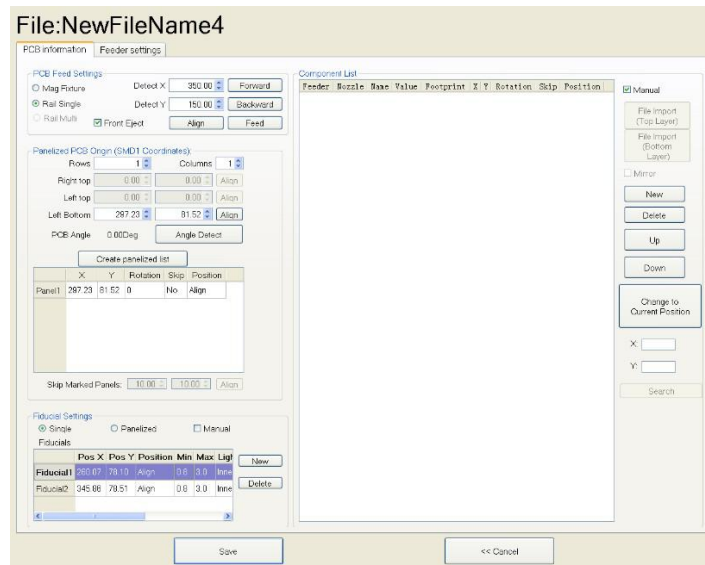 File:NewFileName4
PCB information Feeder settings
PCB Feed Settings
Mag Fixture Detect X 350.00 Forward
Rail Single Detect Y 150.00 Backward
Rail Multi Front Eject Align Feed
Panelized PCB Origin (SMD1 Coordinates):
Rows 1 Columns 1
Right top 0.00 0.00 Align
Left top 0.00 0.00 Align
Left Bottom 297.23 81.52 Align
PCB Angle 0.00Deg Angle Detect
Create panelized list
X Y Rotation Skip Position
Panel1 297.23 81.52 0 No Align
Skip Marked Panels: 10.00 10.00 Align
Fiducial Settings
Single Panelized Manual
Fiducials
Pos X Pos Y Position Min Max Ligh New
Fiducial1 260.07 78.10 Align 0.8 3.0 Inne
Fiducial2 345.86 78.51 Align 0.8 3.0 Inne Delete
Component List
Feeder Nozzle Name Value Footprint X Y Rotation Skip Position
Manual
File Import
(Top Layer)
File Import
(Bottom
Layer)
Mirror
New
Delete
Up
Down
Change to
Current Position
X:
Y:
Search
Save << Cancel